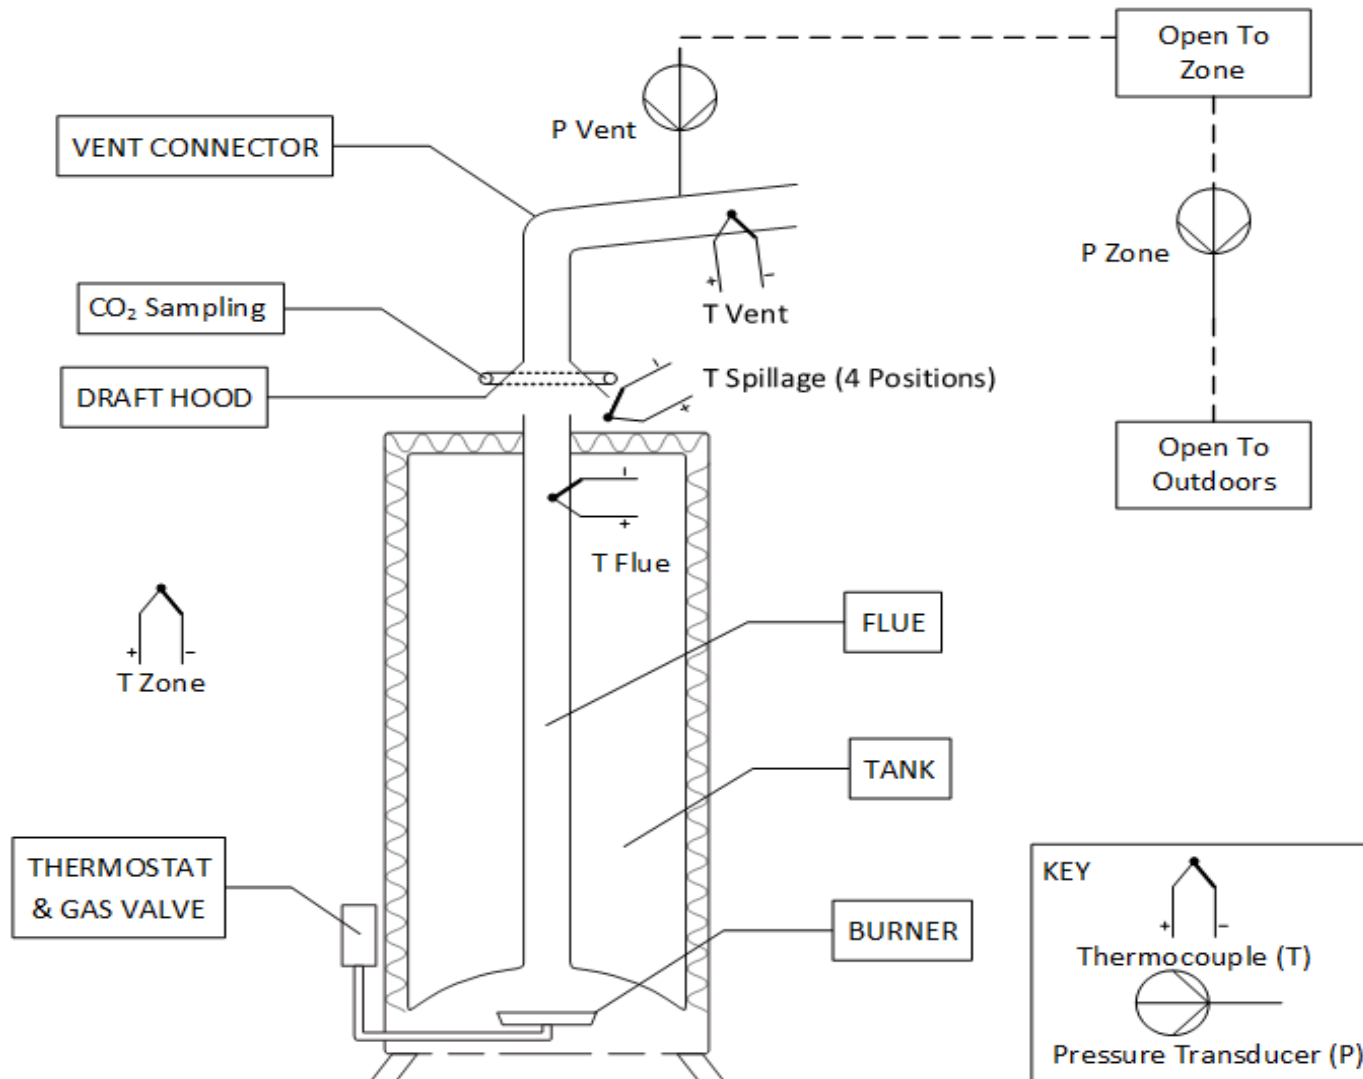 Open To
Zone
P Vent
VENT CONNECTOR
P Zone
CO₂ Sampling
+
−
T Vent
DRAFT HOOD
−
+
T Spillage (4 Positions)
Open To
Outdoors
−
+
T Flue
FLUE
+
−
T Zone
TANK
THERMOSTAT
& GAS VALVE
BURNER
KEY
+
−
Thermocouple (T)
Pressure Transducer (P)